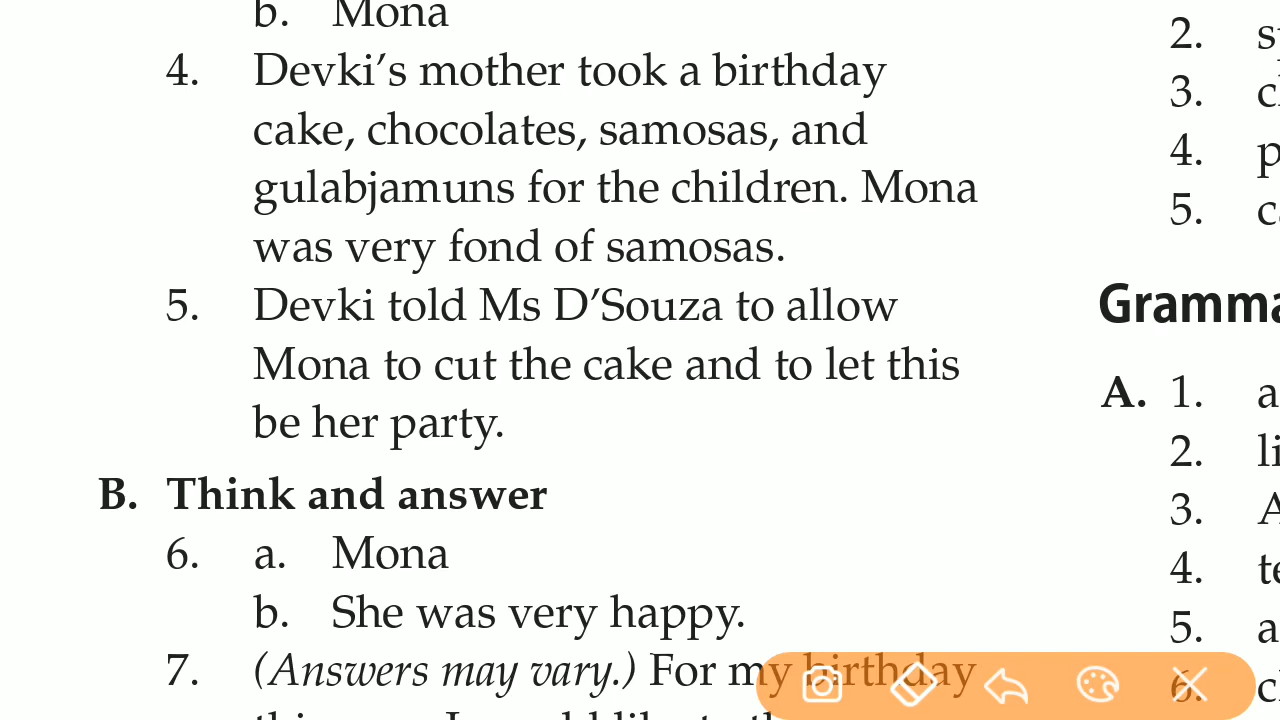 b. Mona
4. Devki's mother took a birthday
cake, chocolates, samosas, and
gulabjamuns for the children. Mona
was very fond of samosas.
5. Devki told Ms D'Souza to allow
Mona to cut the cake and to let this
be her party.
B. Think and answer
6. a. Mona
b. She was very happy.
7. (Answers may vary.) For my birthday
2.
3.
4.
5.
A. 1.
2.
3.
4.
5.
6.